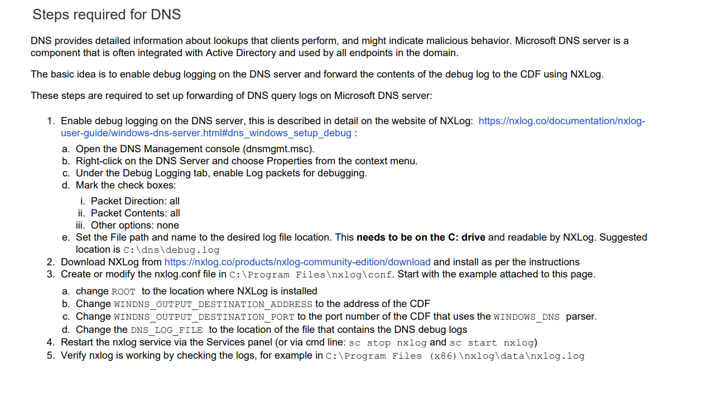 Steps required for DNS
DNS provides detailed information about lookups that clients perform, and might indicate malicious behavior. Microsoft DNS server is a
component that is often integrated with Active Directory and used by all endpoints in the domain.
The basic idea is to enable debug logging on the DNS server and forward the contents of the debug log to the CDF using NXLog.
These steps are required to set up forwarding of DNS query logs on Microsoft DNS server:
1. Enable debug logging on the DNS server, this is described in detail on the website of NXLog: https://nxlog.co/documentation/nxlog-
user-guide/windows-dns-server.html#dns_windows_setup_debug :
a. Open the DNS Management console (dnsmgmt.msc).
b. Right-click on the DNS Server and choose Properties from the context menu.
c. Under the Debug Logging tab, enable Log packets for debugging.
d. Mark the check boxes:
i. Packet Direction: all
ii. Packet Contents: all
iii. Other options: none
e. Set the File path and name to the desired log file location. This needs to be on the C: drive and readable by NXLog. Suggested
location is C:\dns\debug.log
2. Download NXLog from https://nxlog.co/products/nxlog-community-edition/download and install as per the instructions
3. Create or modify the nxlog.conf file in C:\Program Files\nxlog\conf. Start with the example attached to this page.
a. change ROOT to the location where NXLog is installed
b. Change WINDNS_OUTPUT_DESTINATION_ADDRESS to the address of the CDF
c. Change WINDNS_OUTPUT_DESTINATION_PORT to the port number of the CDF that uses the WINDOWS_DNS parser.
d. Change the DNS_LOG_FILE to the location of the file that contains the DNS debug logs
4. Restart the nxlog service via the Services panel (or via cmd line: sc stop nxlog and sc start nxlog)
5. Verify nxlog is working by checking the logs, for example in C:\Program Files (x86)\nxlog\data\nxlog.log